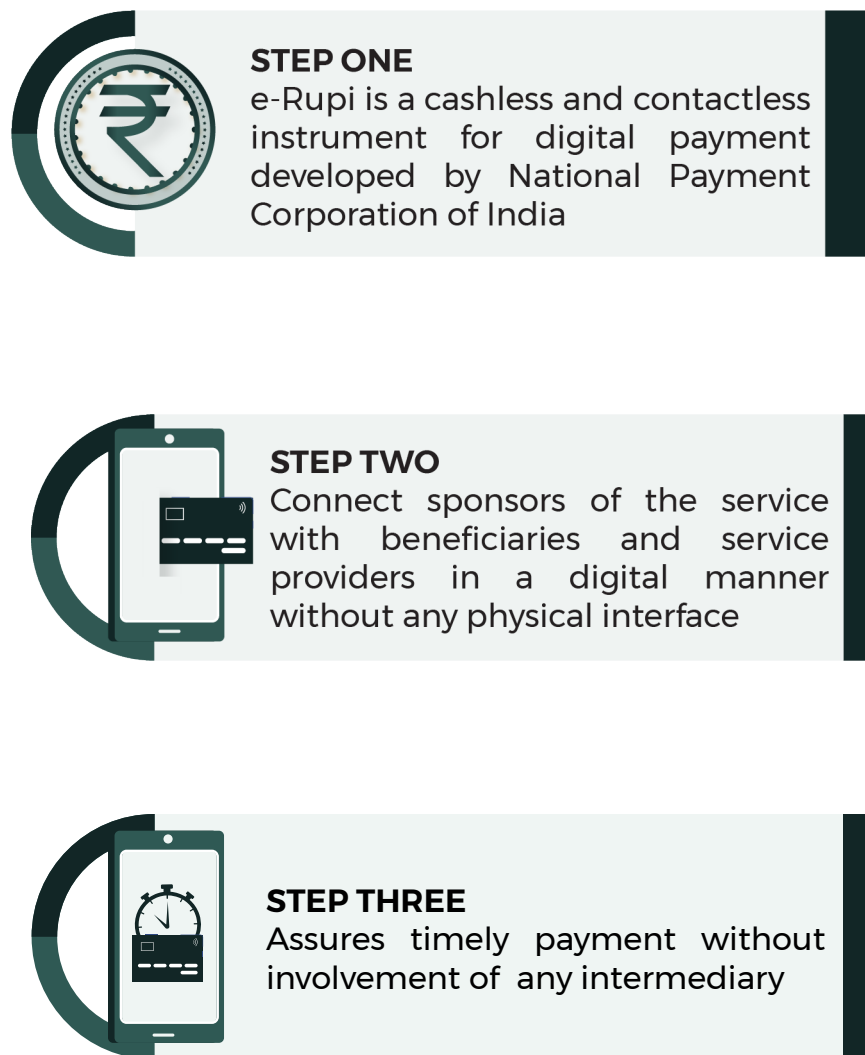 STEP ONE
e-Rupi is a cashless and contactless
instrument for digital payment
developed by National Payment
Corporation of India
STEP TWO
Connect sponsors of the service
with beneficiaries and service
providers in a digital manner
without any physical interface
STEP THREE
Assures timely payment without
involvement of any intermediary